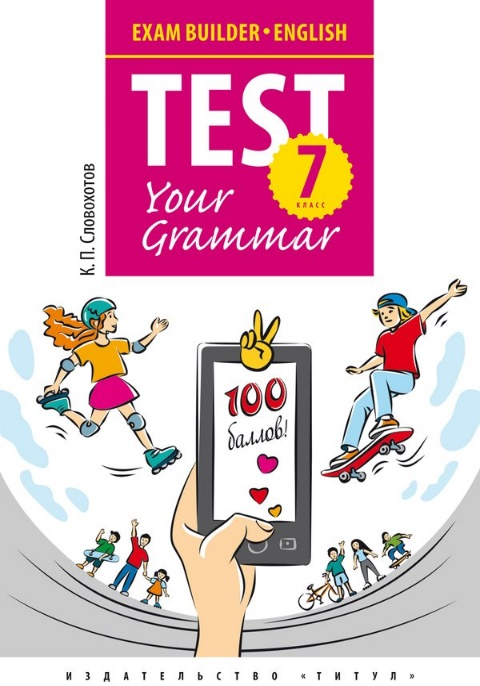 EXAM BUILDER • ENGLISH
TEST
7
КЛАСС
Your
Grammar
К. П. Словохотов
100
баллов!
ИЗДАТЕЛЬСТВО «ТИТУЛ»